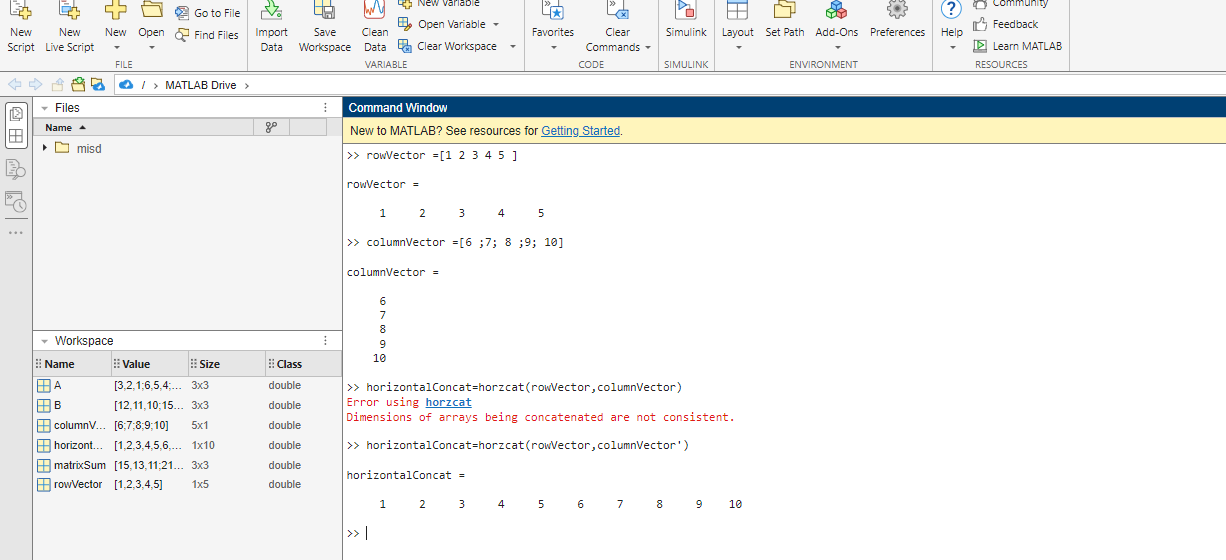 New Script
New Live Script
New
Open
Go to File
Find Files
FILE
Import Data
Save Workspace
Clean Data
New Variable
Open Variable
Clear Workspace
VARIABLE
Favorites
Clear Commands
CODE
Simulink
SIMULINK
Layout
Set Path
Add-Ons
Preferences
ENVIRONMENT
Help
Community
Feedback
Learn MATLAB
RESOURCES
/ › MATLAB Drive ›
Files
Name
misd
Workspace
Name Value Size Class
A [3,2,1;6,5,4;... 3x3 double
B [12,11,10;15... 3x3 double
columnV... [6;7;8;9;10] 5x1 double
horizont... [1,2,3,4,5,6,... 1x10 double
matrixSum [15,13,11;21... 3x3 double
rowVector [1,2,3,4,5] 1x5 double
Command Window
New to MATLAB? See resources for Getting Started.
>> rowVector =[1 2 3 4 5 ]
rowVector =
1 2 3 4 5
>> columnVector =[6 ;7; 8 ;9; 10]
columnVector =
6
7
8
9
10
>> horizontalConcat=horzcat(rowVector,columnVector)
Error using horzcat
Dimensions of arrays being concatenated are not consistent.
>> horizontalConcat=horzcat(rowVector,columnVector')
horizontalConcat =
1 2 3 4 5 6 7 8 9 10
>>